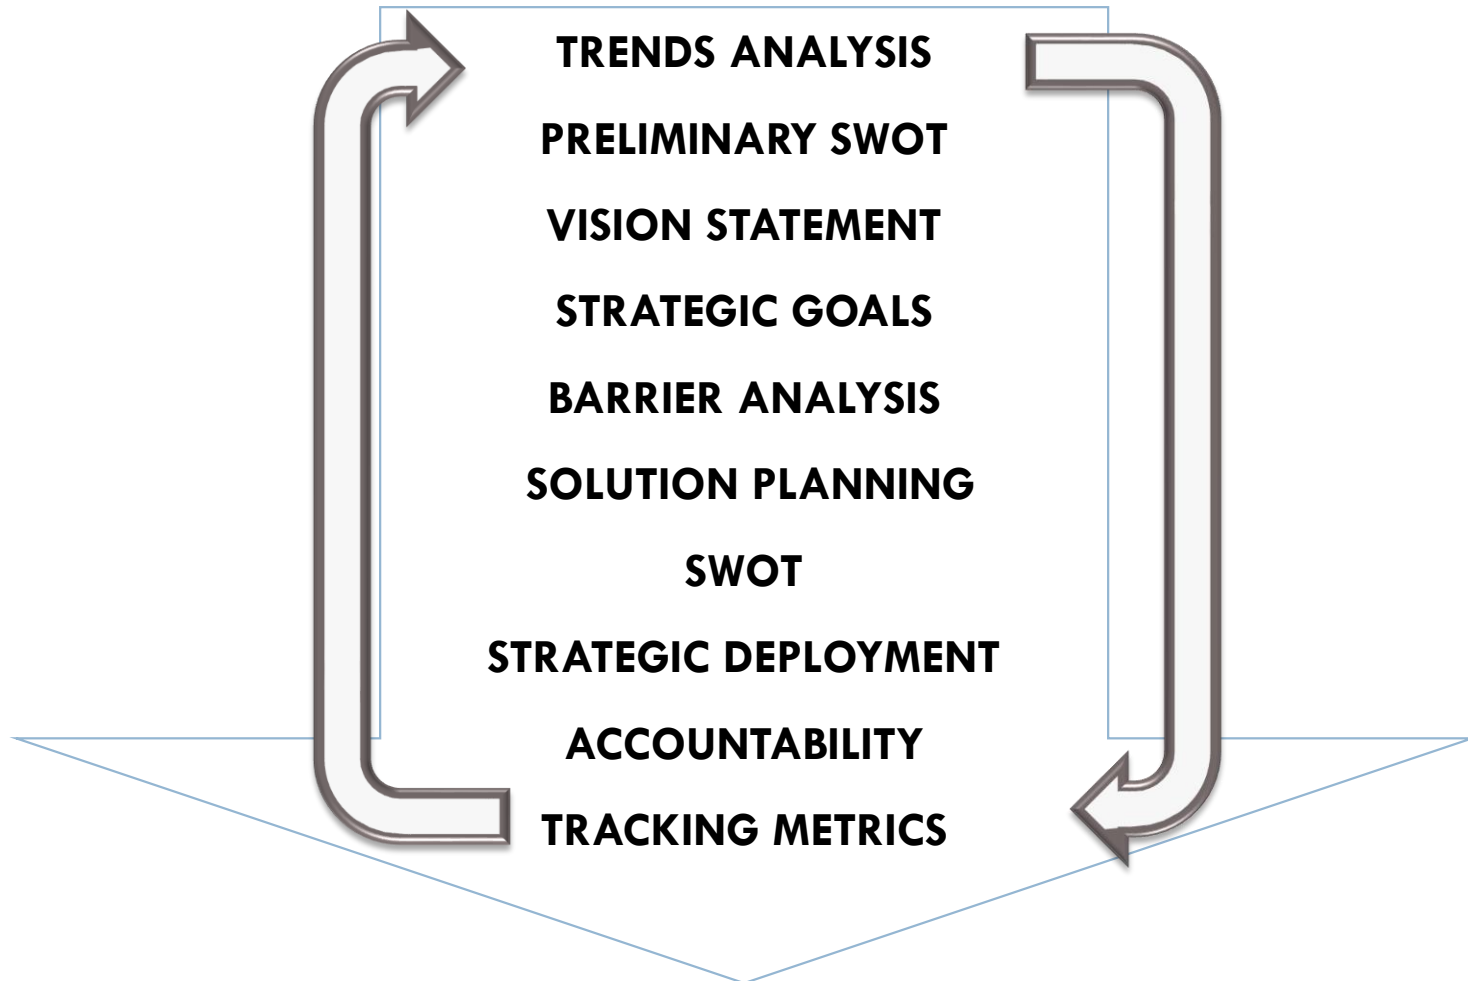 TRENDS ANALYSIS
PRELIMINARY SWOT
VISION STATEMENT
STRATEGIC GOALS
BARRIER ANALYSIS
SOLUTION PLANNING
SWOT
STRATEGIC DEPLOYMENT
ACCOUNTABILITY
TRACKING METRICS